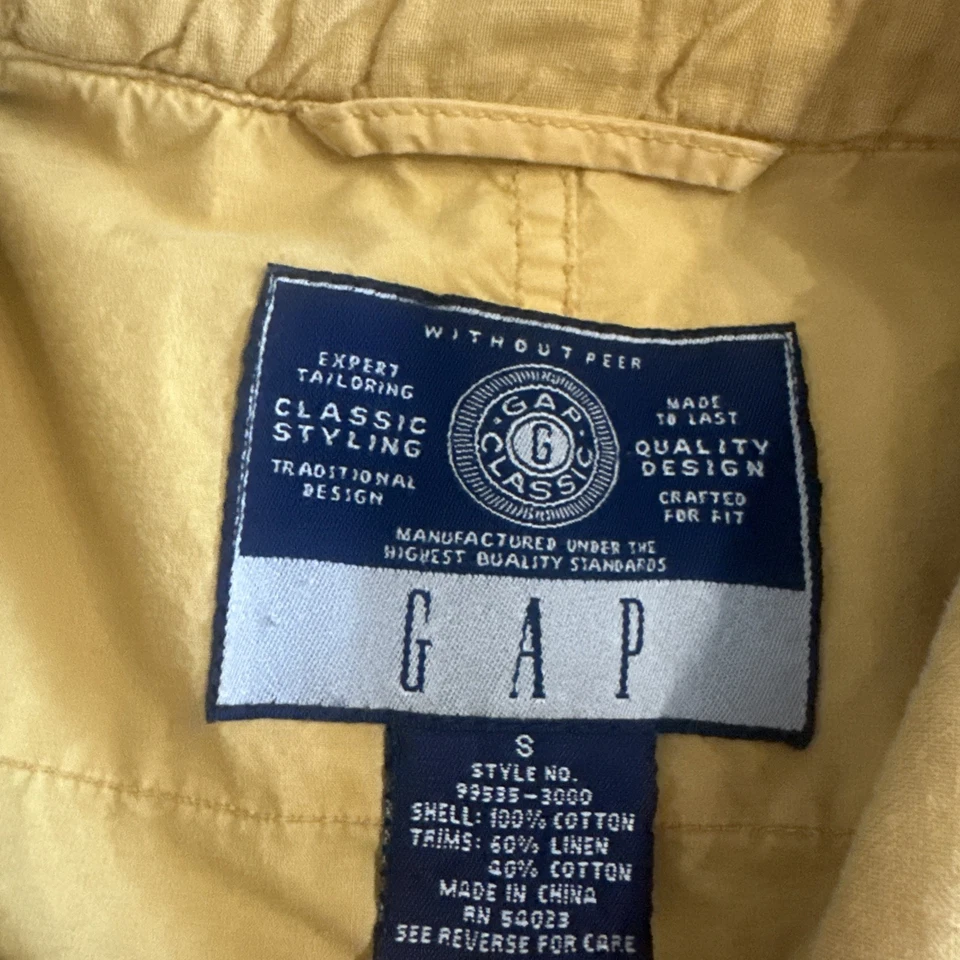 WITHOUT PEER
EXPERT
TAILORING
CLASSIC
STYLING
TRADITIONAL
DESIGN
GAP
G
CLASSIC
MADE
TO LAST
QUALITY
DESIGN
CRAFTED
FOR FIT
MANUFACTURED UNDER THE
HIGHEST QUALITY STANDARDS
GAP
S
STYLE NO.
99535-3000
SHELL: 100% COTTON
TRIMS: 60% LINEN
40% COTTON
MADE IN CHINA
RN 54023
SEE REVERSE FOR CARE